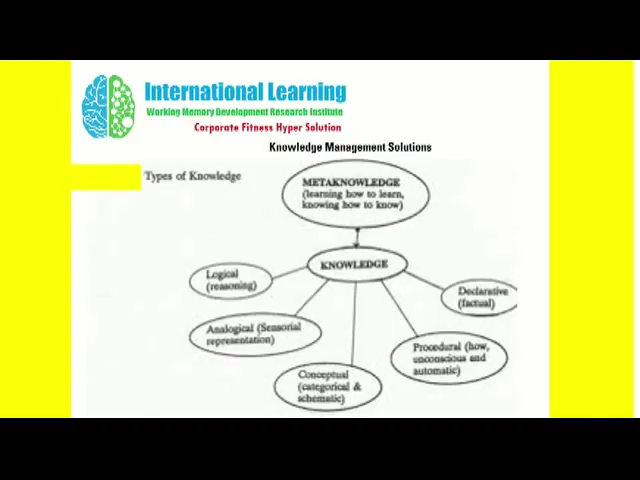 International Learning
Working Memory Development Research Institute
Corporate Fitness Hyper Solution
Knowledge Management Solutions
Types of Knowledge
METAKNOWLEDGE
(learning how to learn,
knowing how to know)
KNOWLEDGE
Logical
(reasoning)
Declarative
(factual)
Analogical (Sensorial
representation)
Procedural (how,
unconscious and
automatic)
Conceptual
(categorical &
schematic)